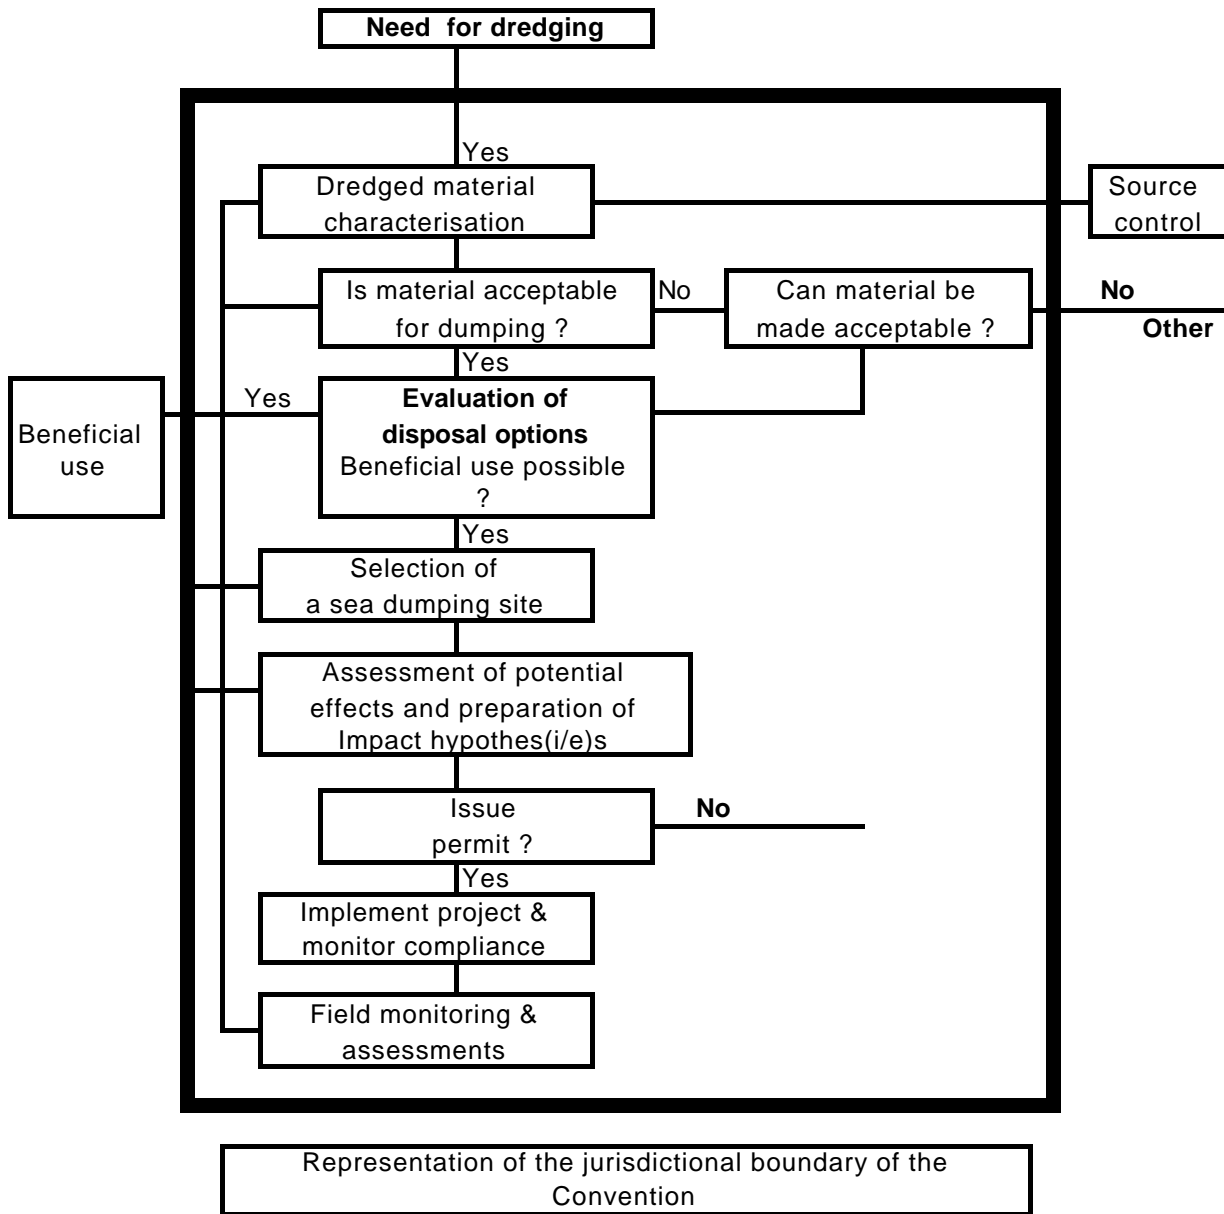 Need for dredging
Yes
Dredged material
characterisation
Source
control
Is material acceptable
for dumping ?
No
Can material be
made acceptable ?
No
Other
Yes
Beneficial
use
Yes
Evaluation of
disposal options
Beneficial use possible
?
Yes
Selection of
a sea dumping site
Assessment of potential
effects and preparation of
Impact hypothes(i/e)s
Issue
permit ?
No
Yes
Implement project &
monitor compliance
Field monitoring &
assessments
Representation of the jurisdictional boundary of the
Convention